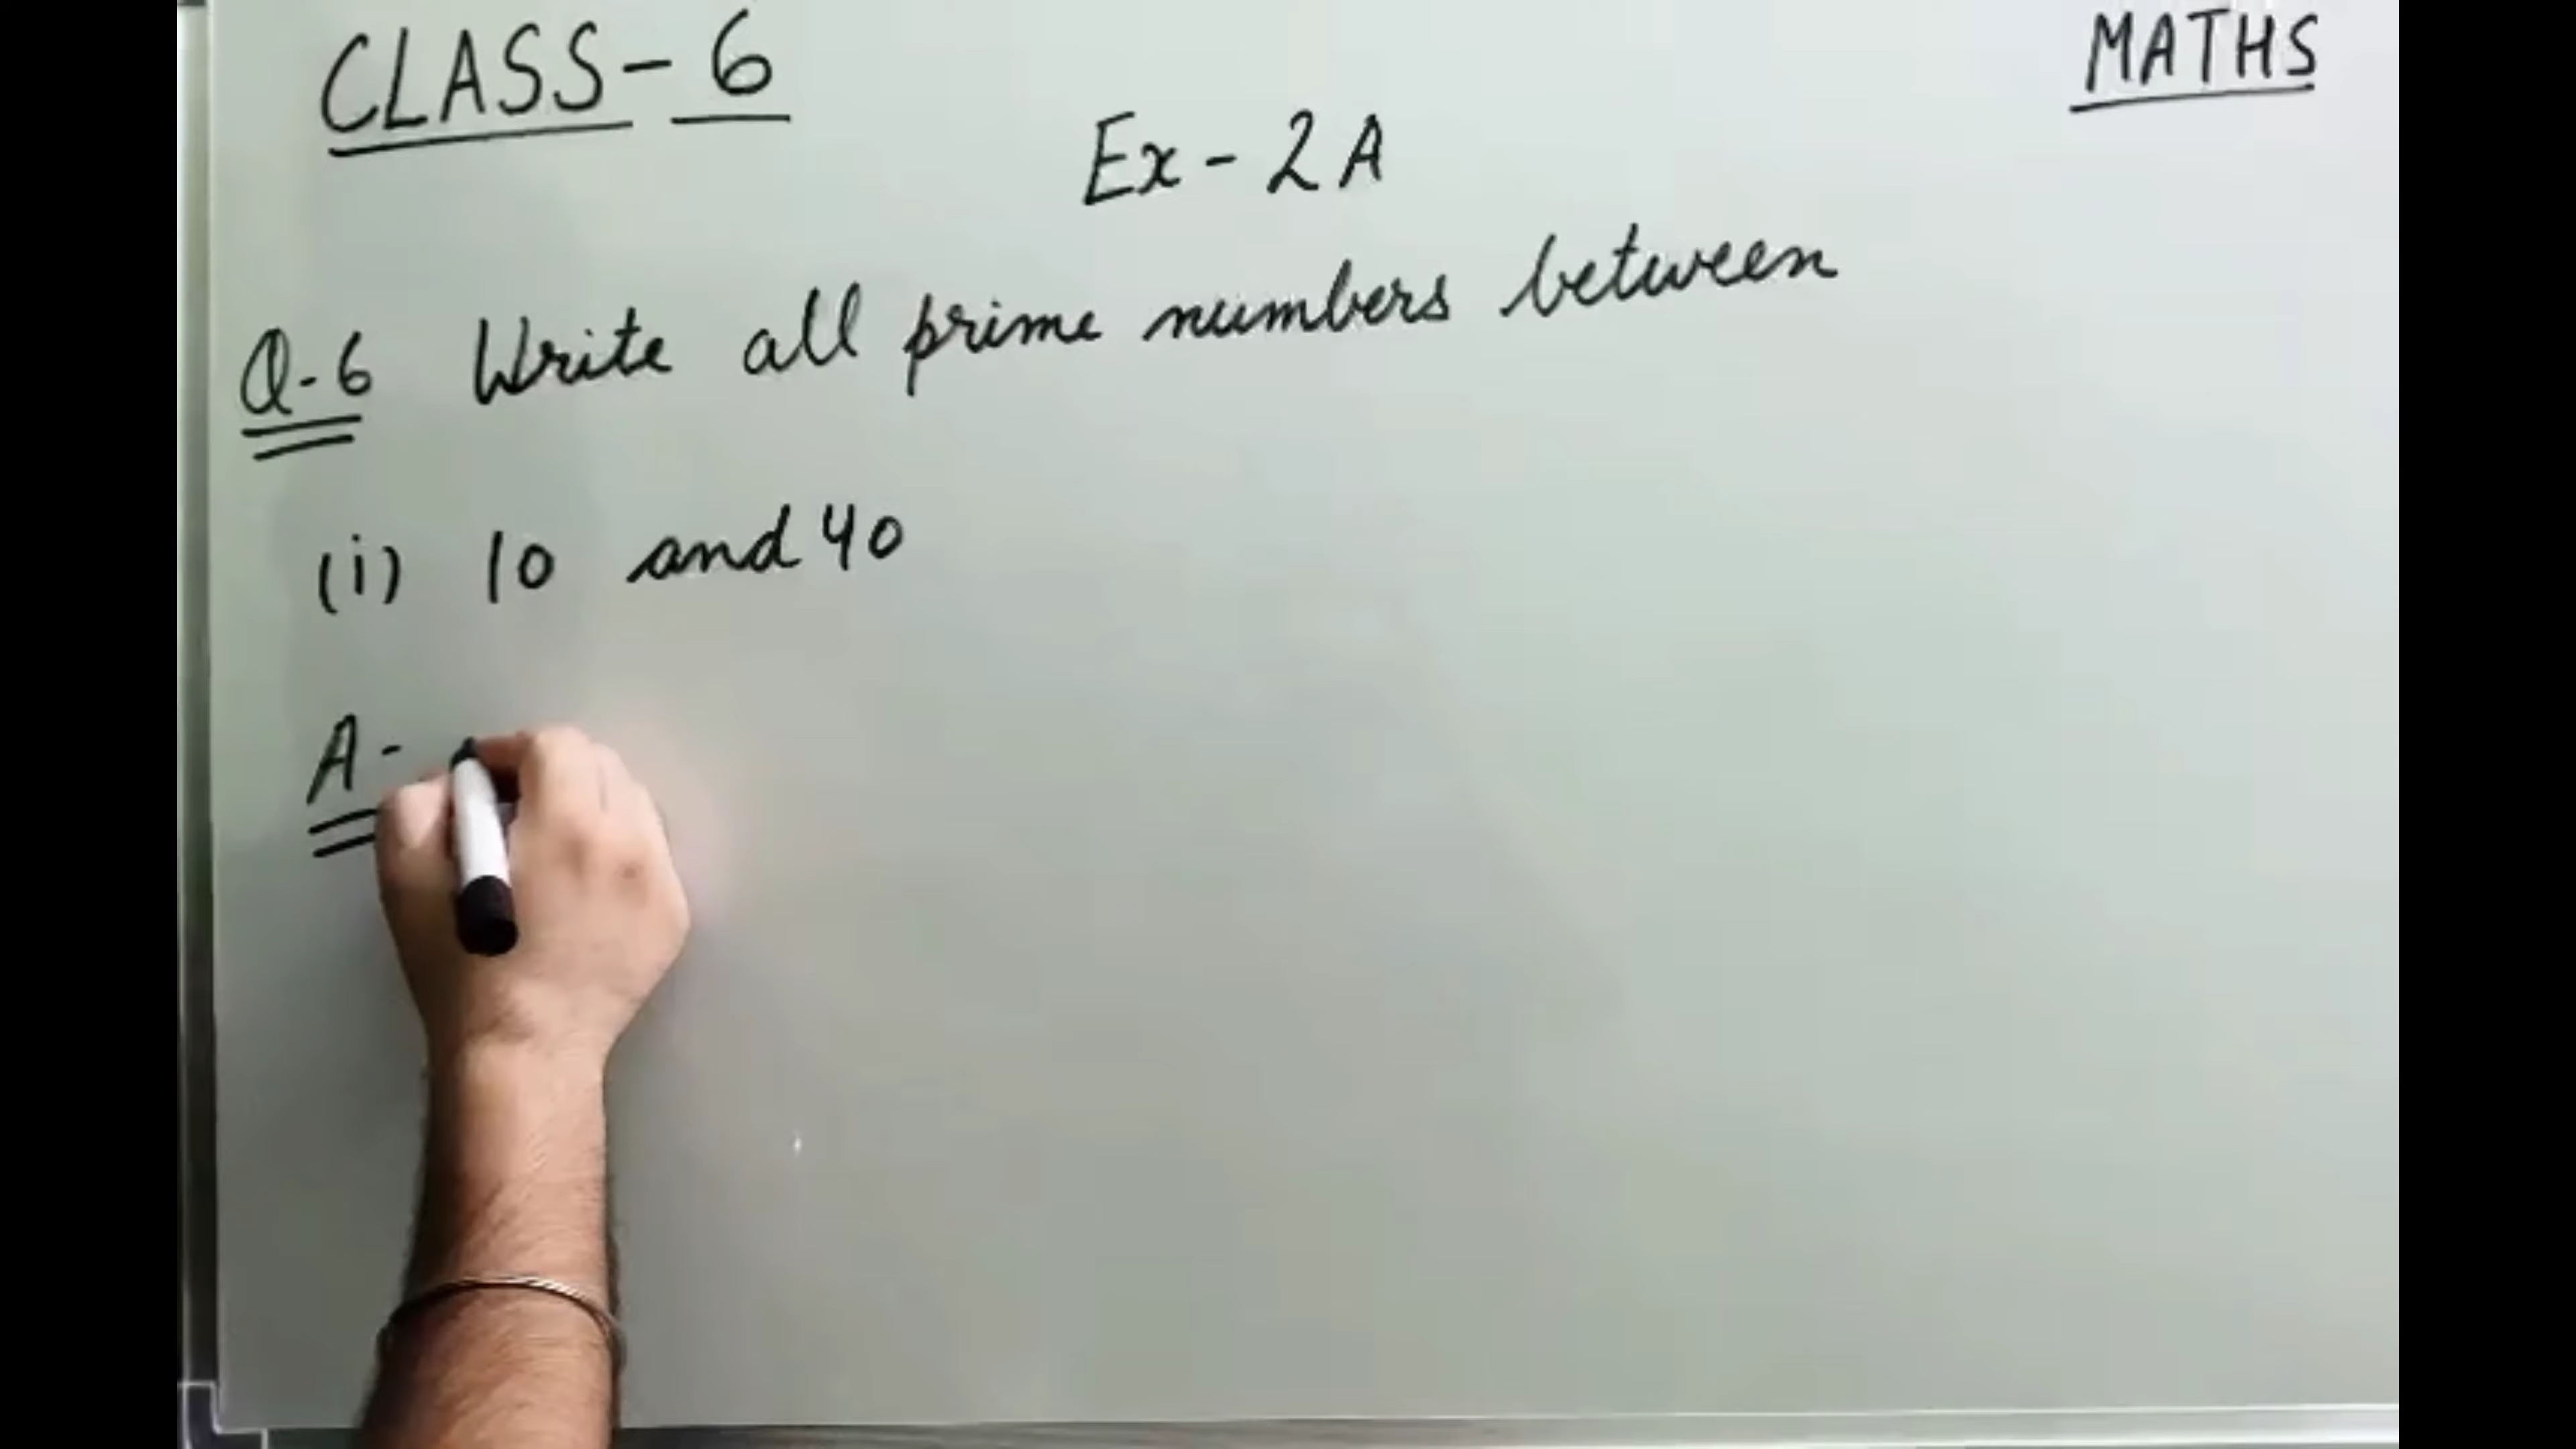 CLASS - 6
MATHS
Ex - 2A
Q-6 Write all prime numbers between
(i) 10 and 40
A-